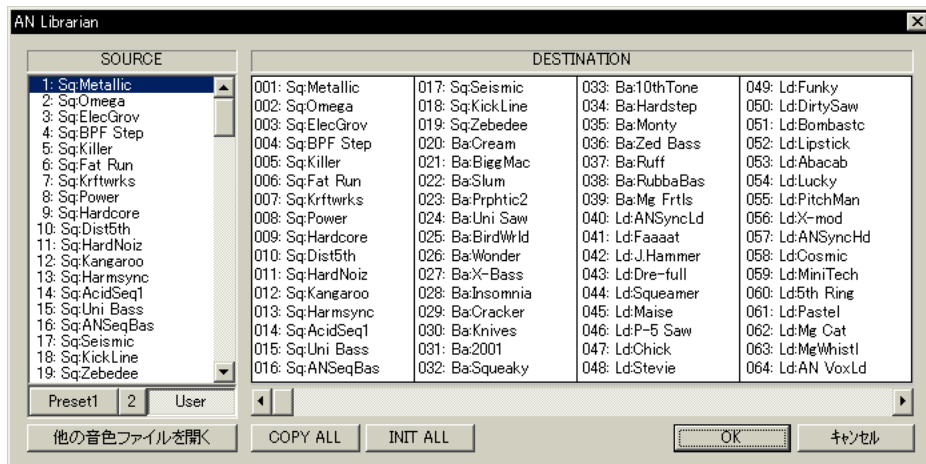 AN Librarian
SOURCE
1: Sq:Metallic
2: Sq:Omega
3: Sq:ElecGrov
4: Sq:BPF Step
5: Sq:Killer
6: Sq:Fat Run
7: Sq:Krftwrks
8: Sq:Power
9: Sq:Hardcore
10: Sq:Dist5th
11: Sq:HardNoiz
12: Sq:Kangaroo
13: Sq:Harmsync
14: Sq:AcidSeq1
15: Sq:Uni Bass
16: Sq:ANSeqBas
17: Sq:Seismic
18: Sq:KickLine
19: Sq:Zebedee
Preset1 2 User
他の音色ファイルを開く
DESTINATION
001: Sq:Metallic
002: Sq:Omega
003: Sq:ElecGrov
004: Sq:BPF Step
005: Sq:Killer
006: Sq:Fat Run
007: Sq:Krftwrks
008: Sq:Power
009: Sq:Hardcore
010: Sq:Dist5th
011: Sq:HardNoiz
012: Sq:Kangaroo
013: Sq:Harmsync
014: Sq:AcidSeq1
015: Sq:Uni Bass
016: Sq:ANSeqBas
017: Sq:Seismic
018: Sq:KickLine
019: Sq:Zebedee
020: Ba:Cream
021: Ba:BiggMac
022: Ba:Slum
023: Ba:Prphtic2
024: Ba:Uni Saw
025: Ba:BirdWrld
026: Ba:Wonder
027: Ba:X-Bass
028: Ba:Insomnia
029: Ba:Cracker
030: Ba:Knives
031: Ba:2001
032: Ba:Squeaky
033: Ba:10thTone
034: Ba:Hardstep
035: Ba:Monty
036: Ba:Zed Bass
037: Ba:Ruff
038: Ba:RubbaBas
039: Ba:Mg Frtls
040: Ld:ANSyncLd
041: Ld:Faaaat
042: Ld:J.Hammer
043: Ld:Dre-full
044: Ld:Squeamer
045: Ld:Maise
046: Ld:P-5 Saw
047: Ld:Chick
048: Ld:Stevie
049: Ld:Funky
050: Ld:DirtySaw
051: Ld:Bombastc
052: Ld:Lipstick
053: Ld:Abacab
054: Ld:Lucky
055: Ld:PitchMan
056: Ld:X-mod
057: Ld:ANSyncHd
058: Ld:Cosmic
059: Ld:MiniTech
060: Ld:5th Ring
061: Ld:Pastel
062: Ld:Mg Cat
063: Ld:MgWhistl
064: Ld:AN VoxLd
COPY ALL INIT ALL OK キャンセル